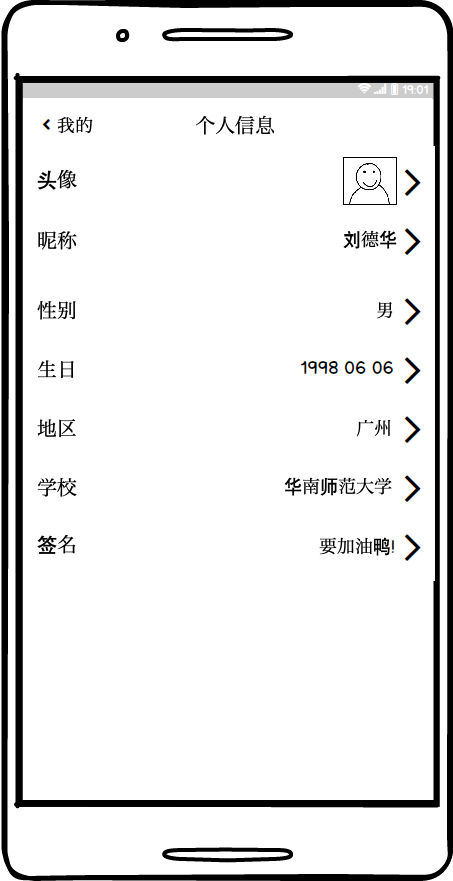 19:01
< 我的 个人信息
头像
昵称 刘德华
性别 男
生日 1998 06 06
地区 广州
学校 华南师范大学
签名 要加油鸭!